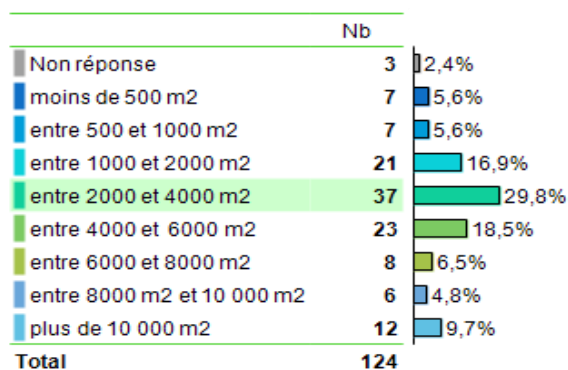 Nb
Non réponse 3 2,4%
moins de 500 m2 7 5,6%
entre 500 et 1000 m2 7 5,6%
entre 1000 et 2000 m2 21 16,9%
entre 2000 et 4000 m2 37 29,8%
entre 4000 et 6000 m2 23 18,5%
entre 6000 et 8000 m2 8 6,5%
entre 8000 m2 et 10 000 m2 6 4,8%
plus de 10 000 m2 12 9,7%
Total 124